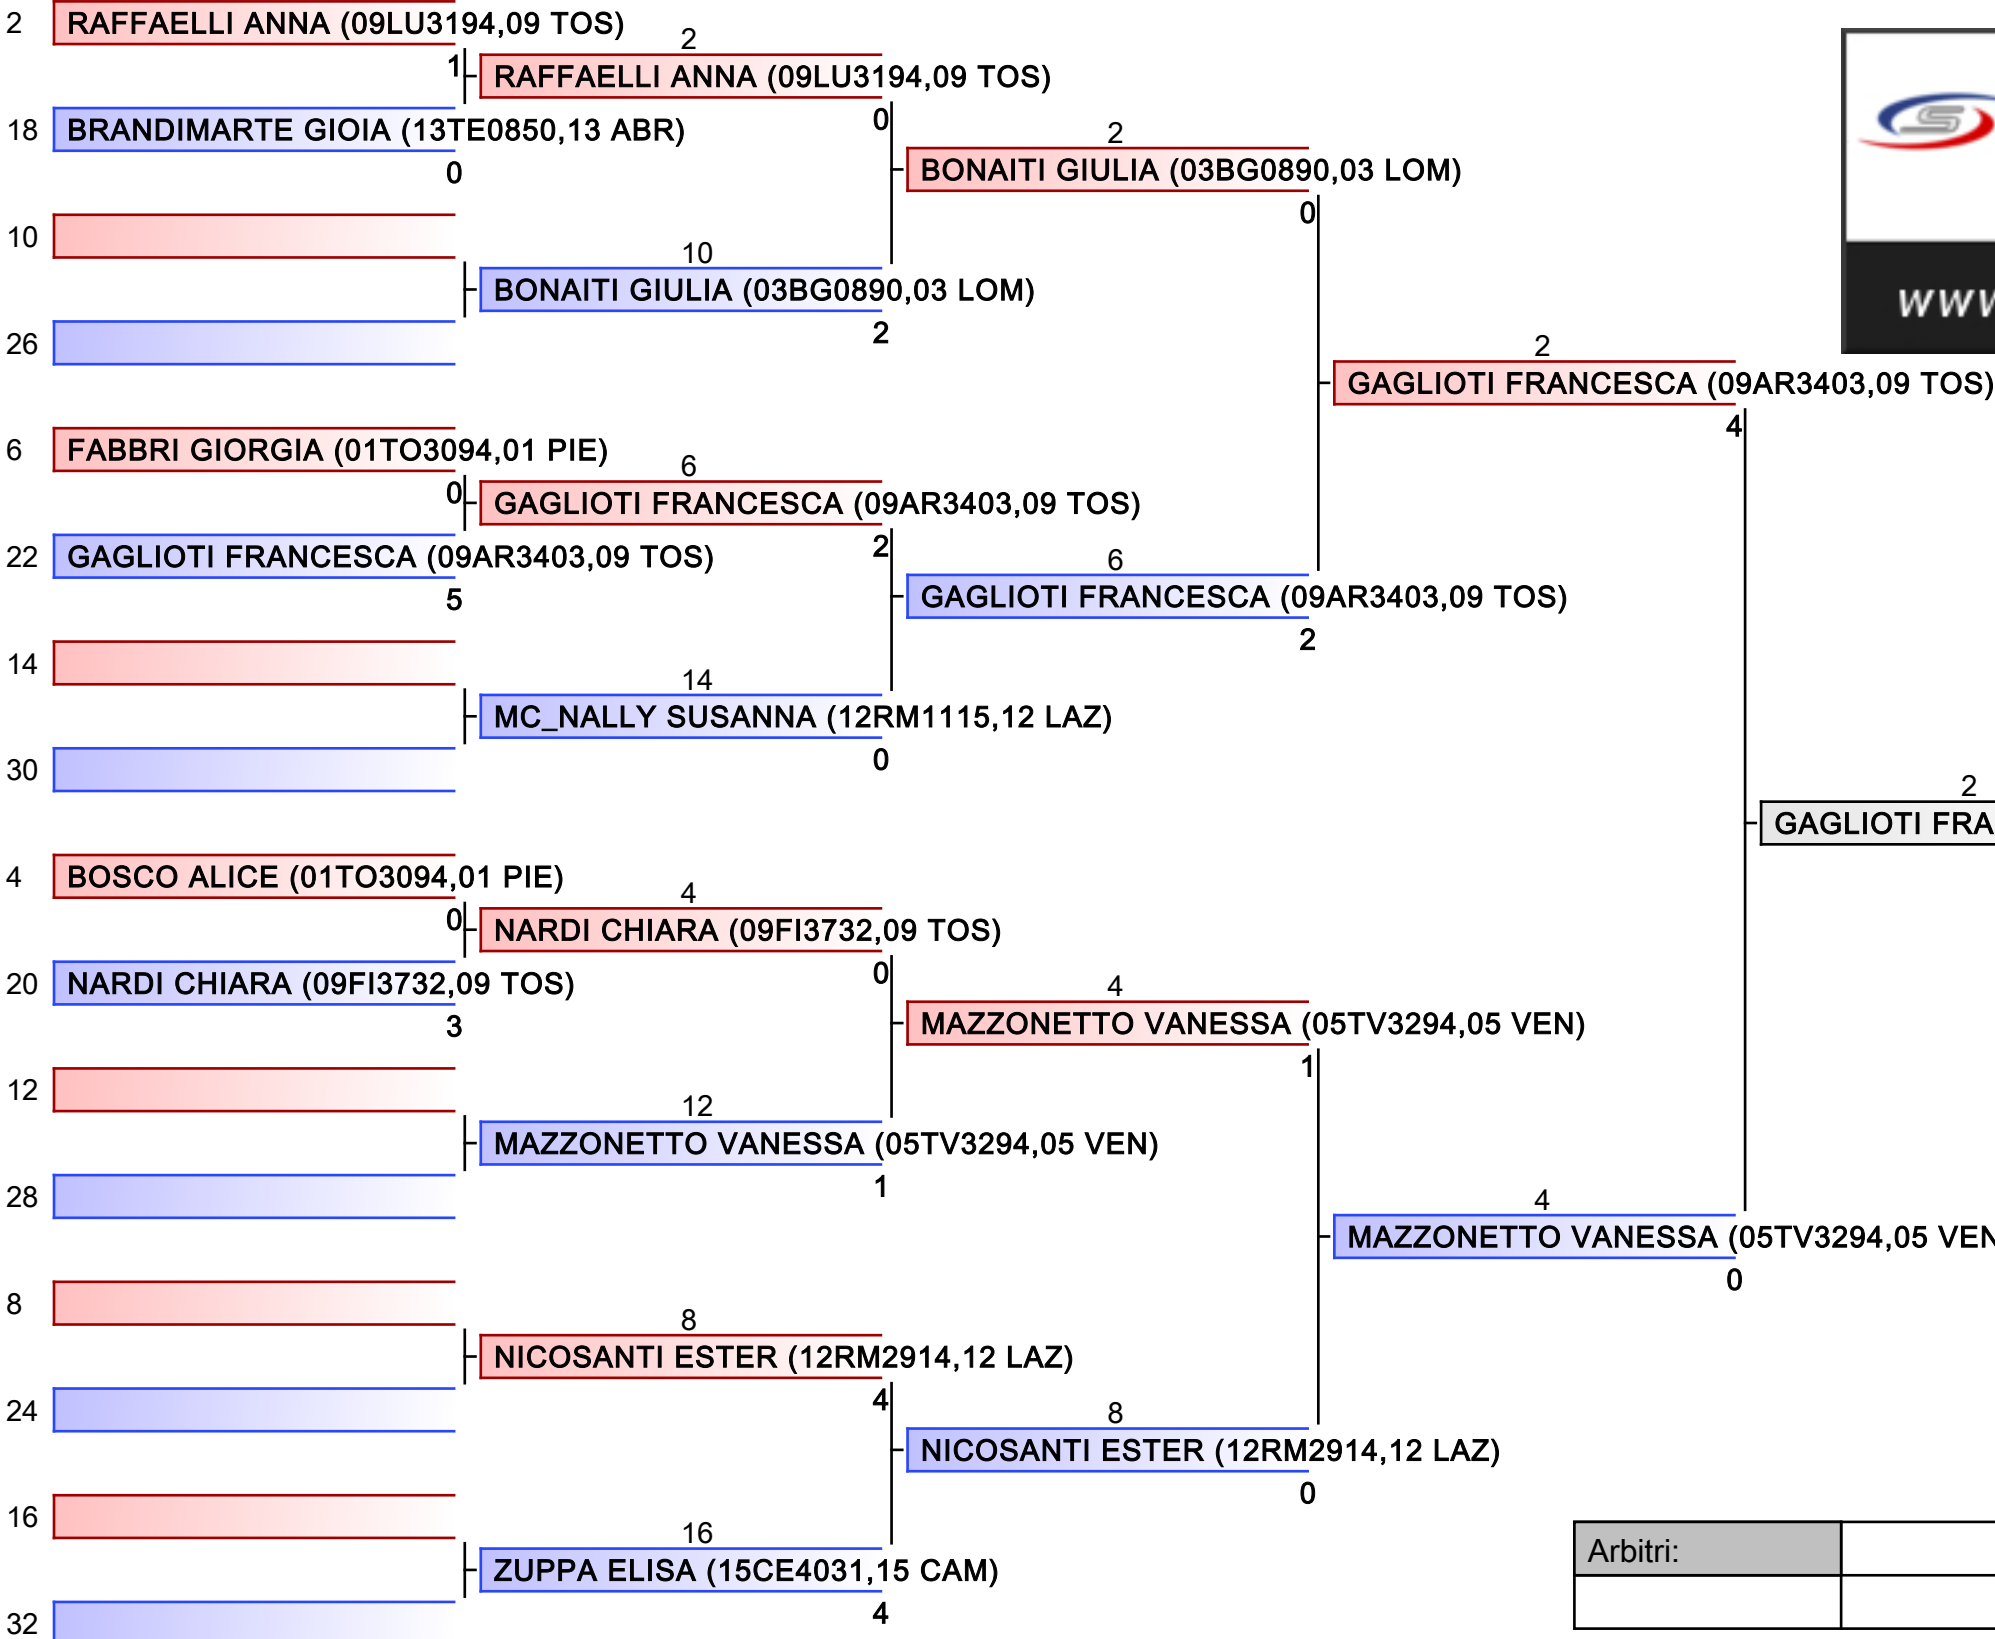 2 RAFFAELLI ANNA (09LU3194,09 TOS)
2
1
RAFFAELLI ANNA (09LU3194,09 TOS)
0
18 BRANDIMARTE GIOIA (13TE0850,13 ABR)
0
2
BONAITI GIULIA (03BG0890,03 LOM)
0
10
10
BONAITI GIULIA (03BG0890,03 LOM)
2
26
WWW
2
GAGLIOTI FRANCESCA (09AR3403,09 TOS)
4
6 FABBRI GIORGIA (01TO3094,01 PIE)
6
0
GAGLIOTI FRANCESCA (09AR3403,09 TOS)
2
22 GAGLIOTI FRANCESCA (09AR3403,09 TOS)
5
6
GAGLIOTI FRANCESCA (09AR3403,09 TOS)
2
14
14
MC_NALLY SUSANNA (12RM1115,12 LAZ)
0
30
2
GAGLIOTI FRA
4 BOSCO ALICE (01TO3094,01 PIE)
4
0
NARDI CHIARA (09FI3732,09 TOS)
0
20 NARDI CHIARA (09FI3732,09 TOS)
3
4
MAZZONETTO VANESSA (05TV3294,05 VEN)
1
12
12
MAZZONETTO VANESSA (05TV3294,05 VEN)
1
28
4
MAZZONETTO VANESSA (05TV3294,05 VEN
0
8
8
NICOSANTI ESTER (12RM2914,12 LAZ)
4
24
8
NICOSANTI ESTER (12RM2914,12 LAZ)
0
16
16
ZUPPA ELISA (15CE4031,15 CAM)
4
32
Arbitri: